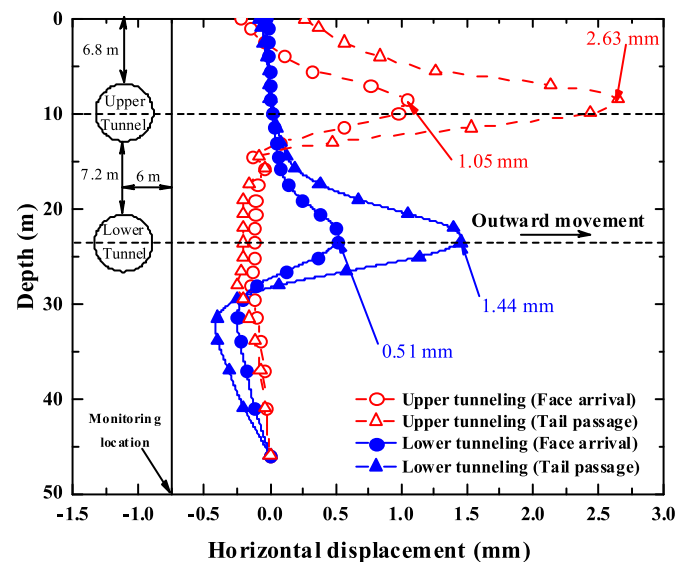 0
10
20
30
40
50
Depth (m)
6.8 m
Upper
Tunnel
7.2 m
6 m
Lower
Tunnel
Monitoring
location
2.63 mm
1.05 mm
Outward movement
1.44 mm
0.51 mm
Upper tunneling (Face arrival)
Upper tunneling (Tail passage)
Lower tunneling (Face arrival)
Lower tunneling (Tail passage)
-1.5 -1.0 -0.5 0.0 0.5 1.0 1.5 2.0 2.5 3.0
Horizontal displacement (mm)